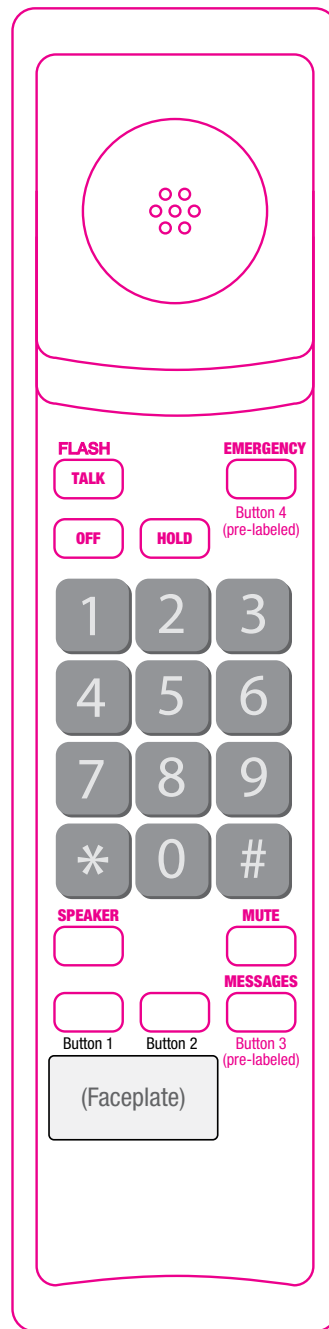 FLASH EMERGENCY
TALK
Button 4
(pre-labeled)
OFF HOLD
1 2 3
4 5 6
7 8 9
* 0 #
SPEAKER MUTE
MESSAGES
Button 1 Button 2 Button 3
(pre-labeled)
(Faceplate)